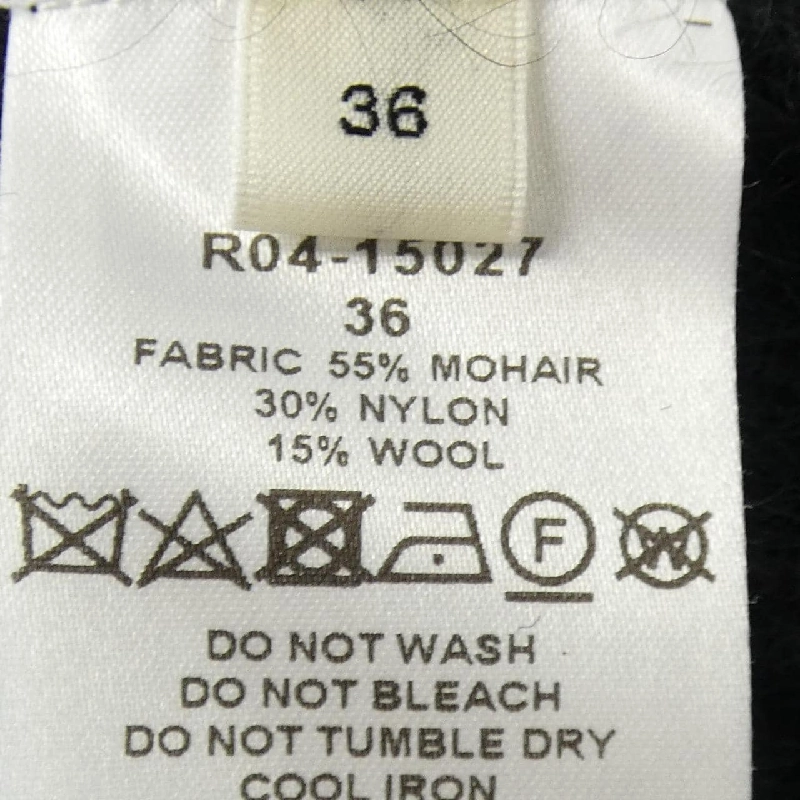 36
R04-15027
36
FABRIC 55% MOHAIR
30% NYLON
15% WOOL
F W
DO NOT WASH
DO NOT BLEACH
DO NOT TUMBLE DRY
COOL IRON